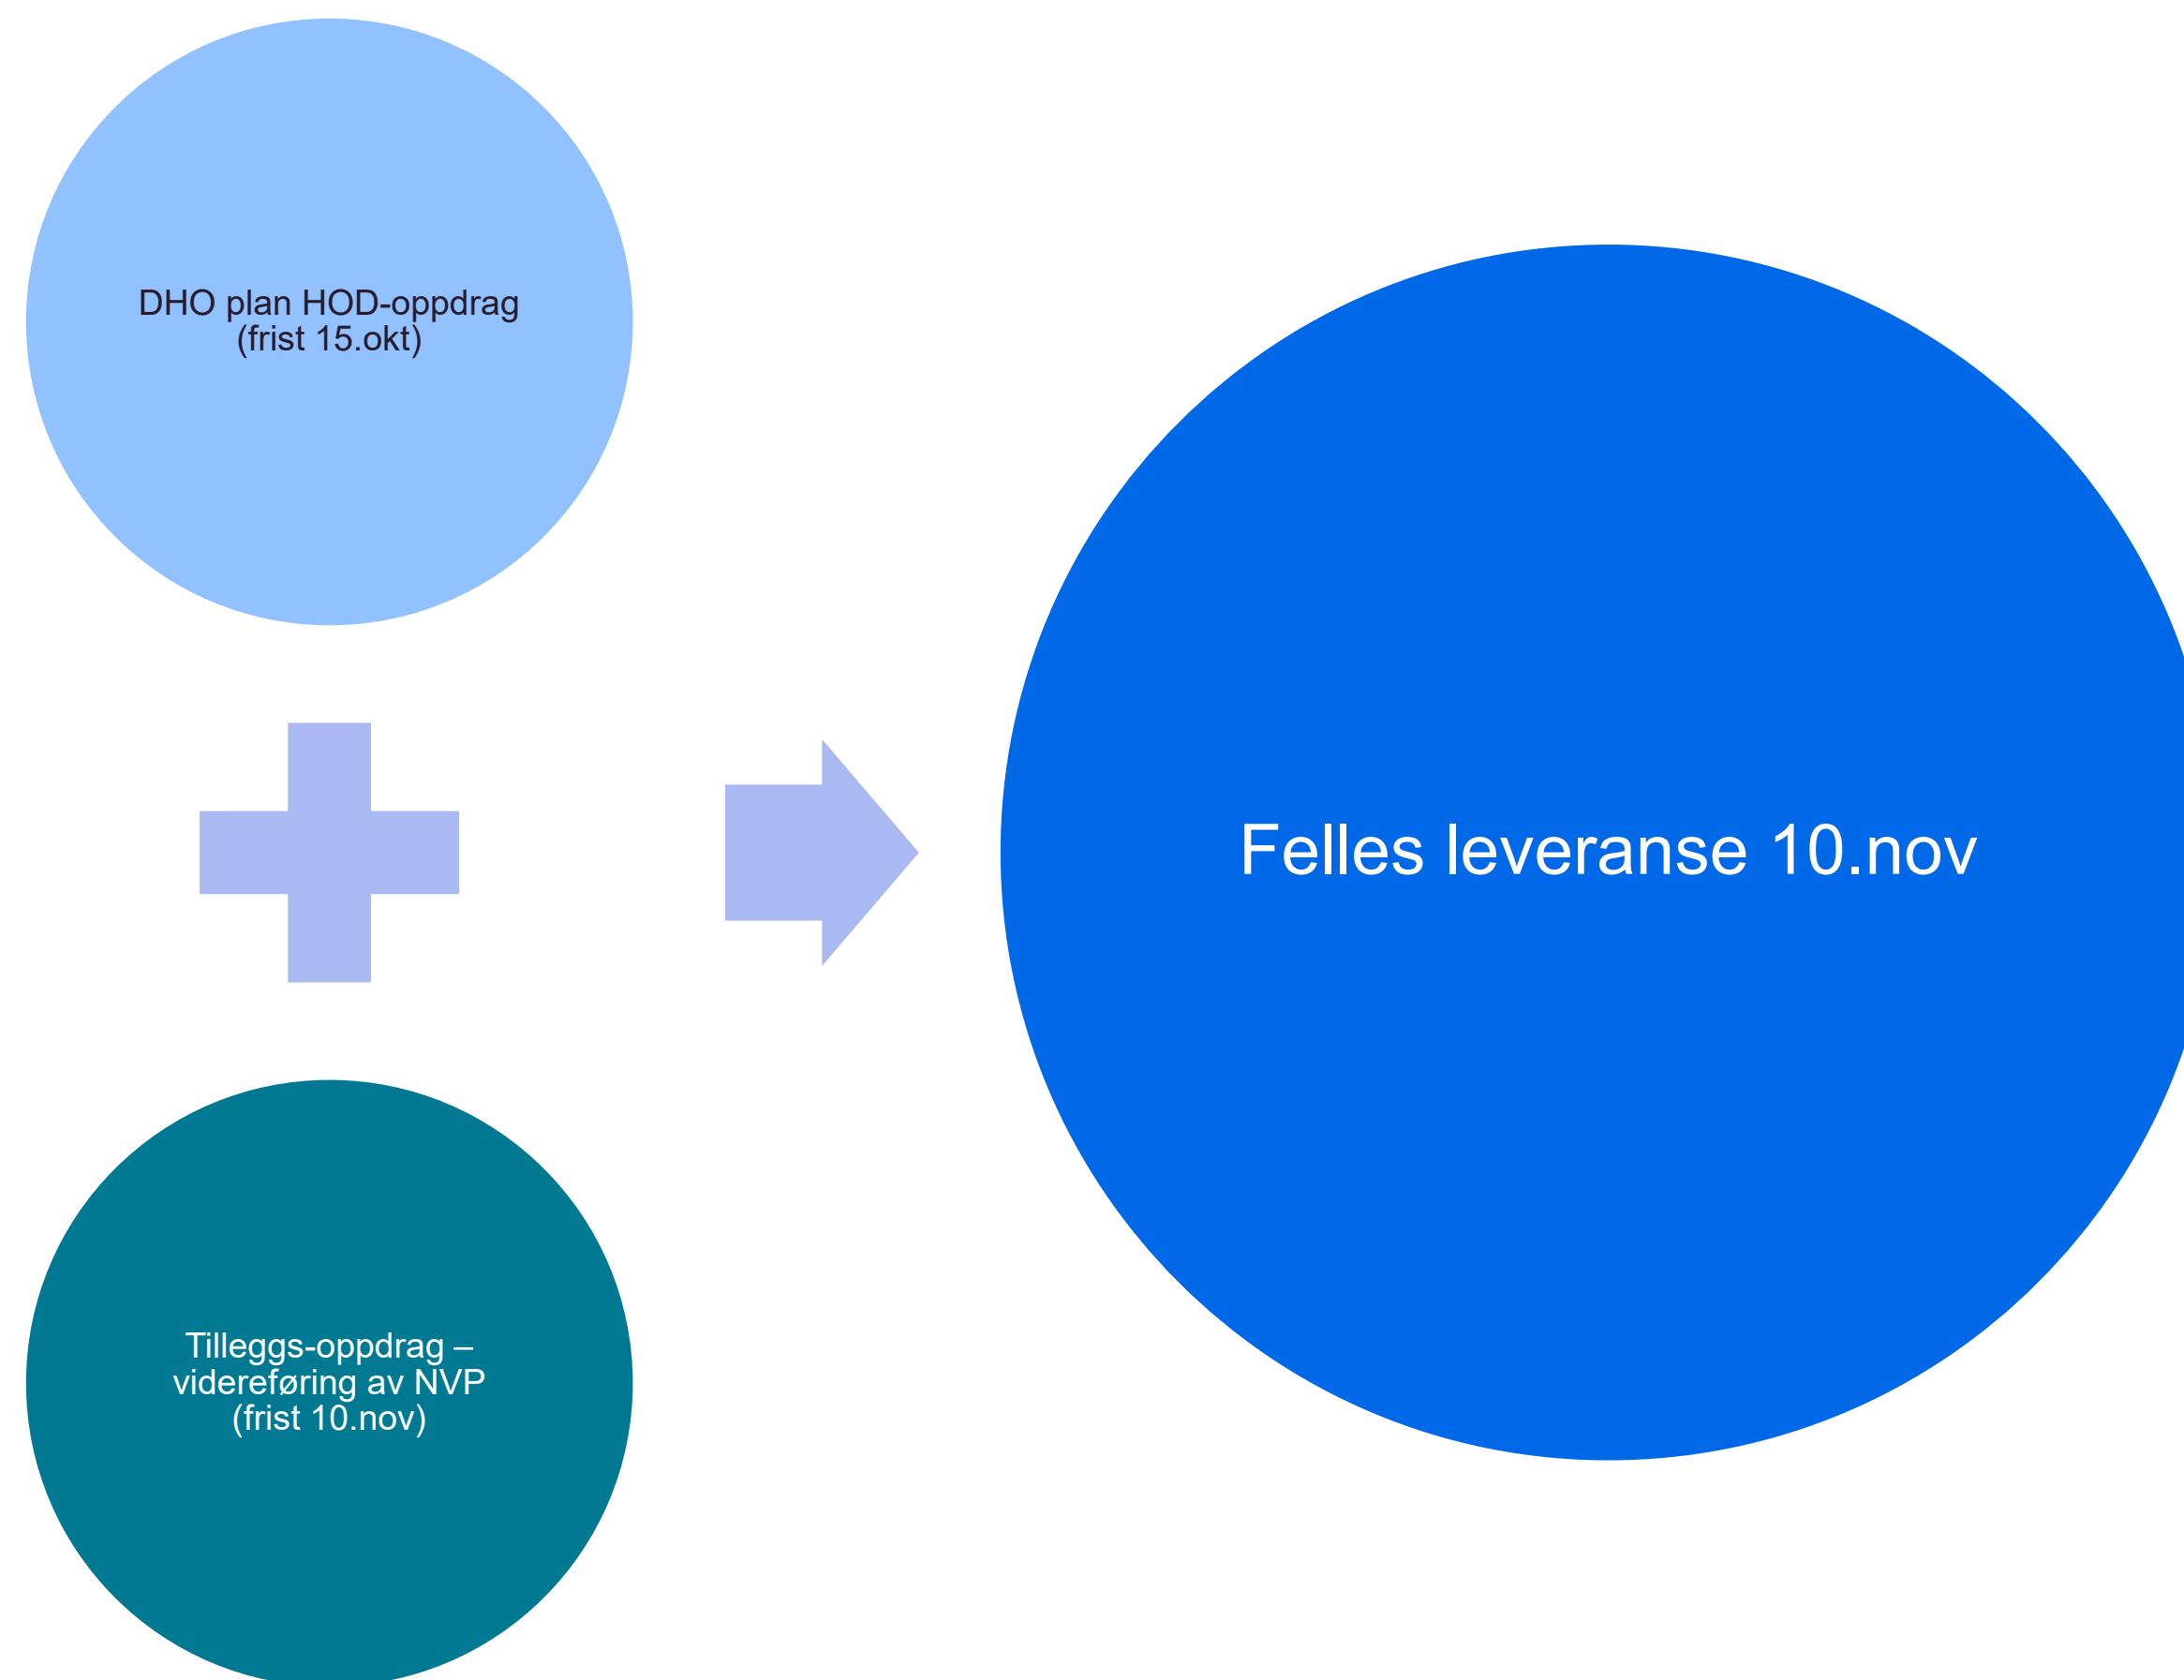 DHO plan HOD-oppdrag
(frist 15.okt)
Tilleggs-oppdrag –
videreføring av NVP
(frist 10.nov)
Felles leveranse 10.nov